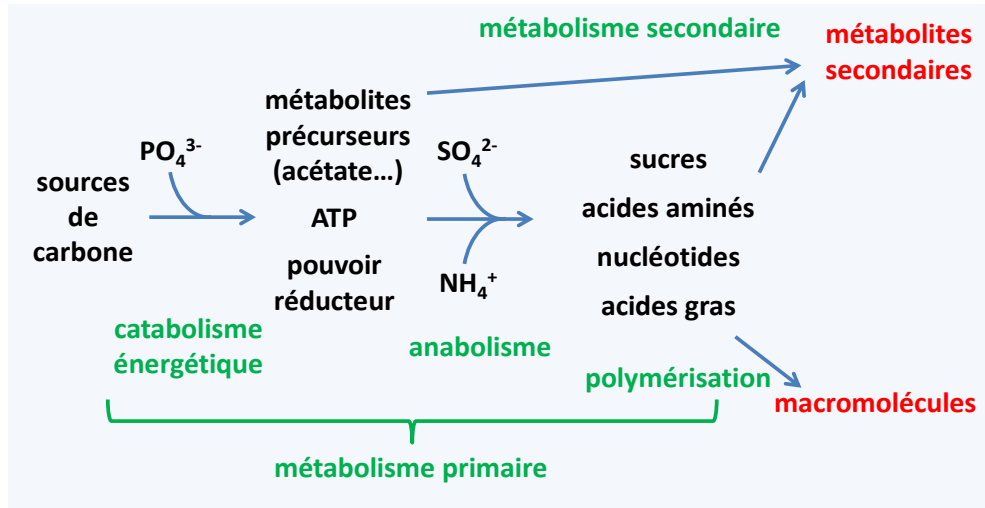 métabolisme secondaire
métabolites
secondaires
métabolites
précurseurs
(acétate...)
ATP
pouvoir
réducteur
PO₄³⁻
SO₄²⁻
sources
de
carbone
NH₄⁺
sucres
acides aminés
nucléotides
acides gras
catabolisme
énergétique
anabolisme
polymérisation
macromolécules
métabolisme primaire